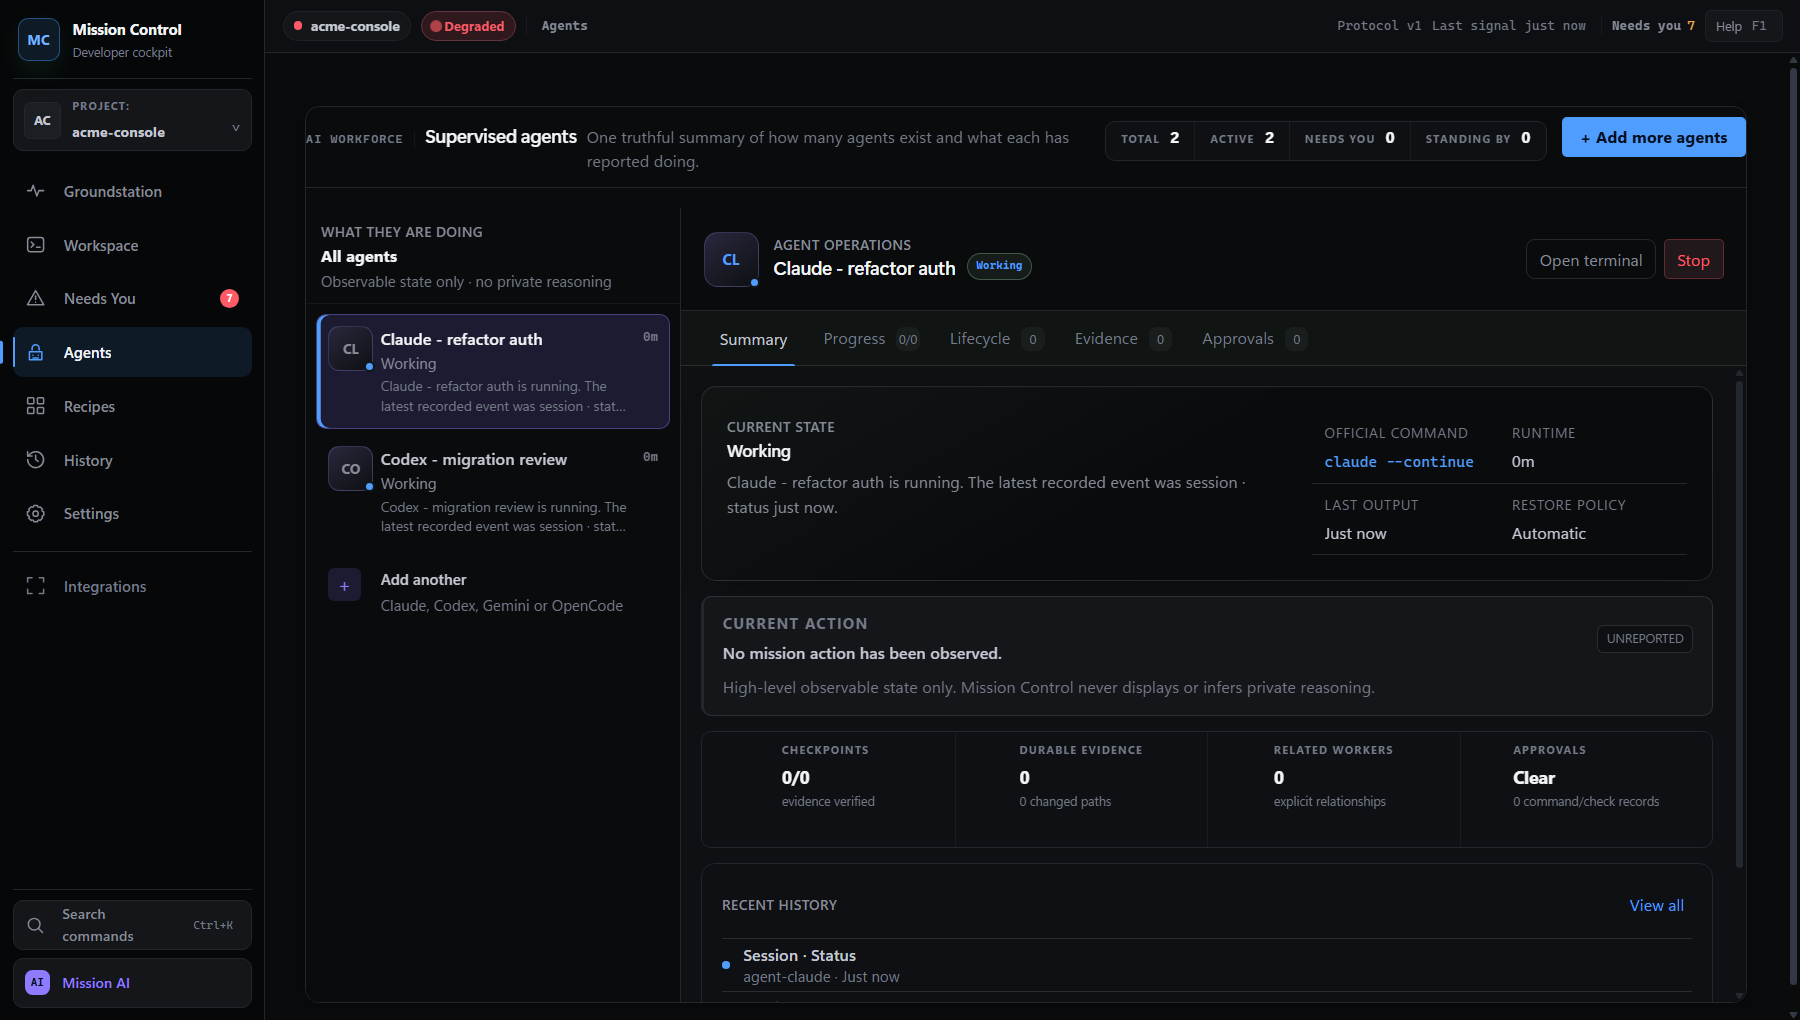 MC
Mission Control
Developer cockpit
AC
PROJECT:
acme-console
v
Groundstation
Workspace
Needs You
7
Agents
Recipes
History
Settings
Integrations
Search
commands
Ctrl+K
AI
Mission AI
acme-console
Degraded
Agents
Protocol v1
Last signal just now
Needs you 7
Help F1
AI WORKFORCE
Supervised agents
One truthful summary of how many agents exist and what each has
reported doing.
TOTAL 2
ACTIVE 2
NEEDS YOU 0
STANDING BY 0
+ Add more agents
WHAT THEY ARE DOING
All agents
Observable state only · no private reasoning
CL
Claude - refactor auth
0m
Working
Claude - refactor auth is running. The
latest recorded event was session · stat...
CO
Codex - migration review
0m
Working
Codex - migration review is running. The
latest recorded event was session · stat...
+
Add another
Claude, Codex, Gemini or OpenCode
CL
AGENT OPERATIONS
Claude - refactor auth
Working
Open terminal
Stop
Summary
Progress 0/0
Lifecycle 0
Evidence 0
Approvals 0
CURRENT STATE
Working
Claude - refactor auth is running. The latest recorded event was session ·
status just now.
OFFICIAL COMMAND
claude --continue
RUNTIME
0m
LAST OUTPUT
Just now
RESTORE POLICY
Automatic
CURRENT ACTION
No mission action has been observed.
High-level observable state only. Mission Control never displays or infers private reasoning.
UNREPORTED
CHECKPOINTS
0/0
evidence verified
DURABLE EVIDENCE
0
0 changed paths
RELATED WORKERS
0
explicit relationships
APPROVALS
Clear
0 command/check records
RECENT HISTORY
View all
Session · Status
agent-claude · Just now